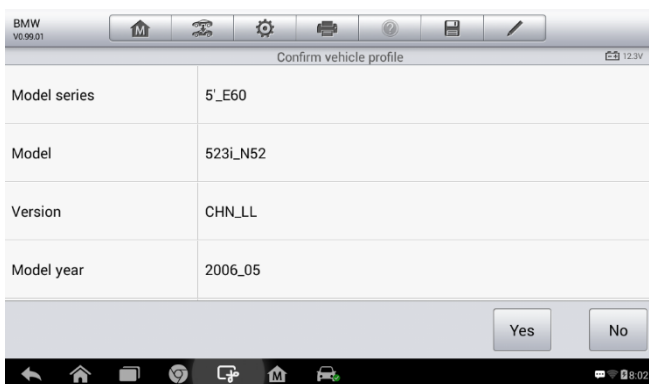 BMW
V0.99.01
M
?
Confirm vehicle profile
12.3V
Model series
5'_E60
Model
523i_N52
Version
CHN_LL
Model year
2006_05
Yes
No
M
8:02